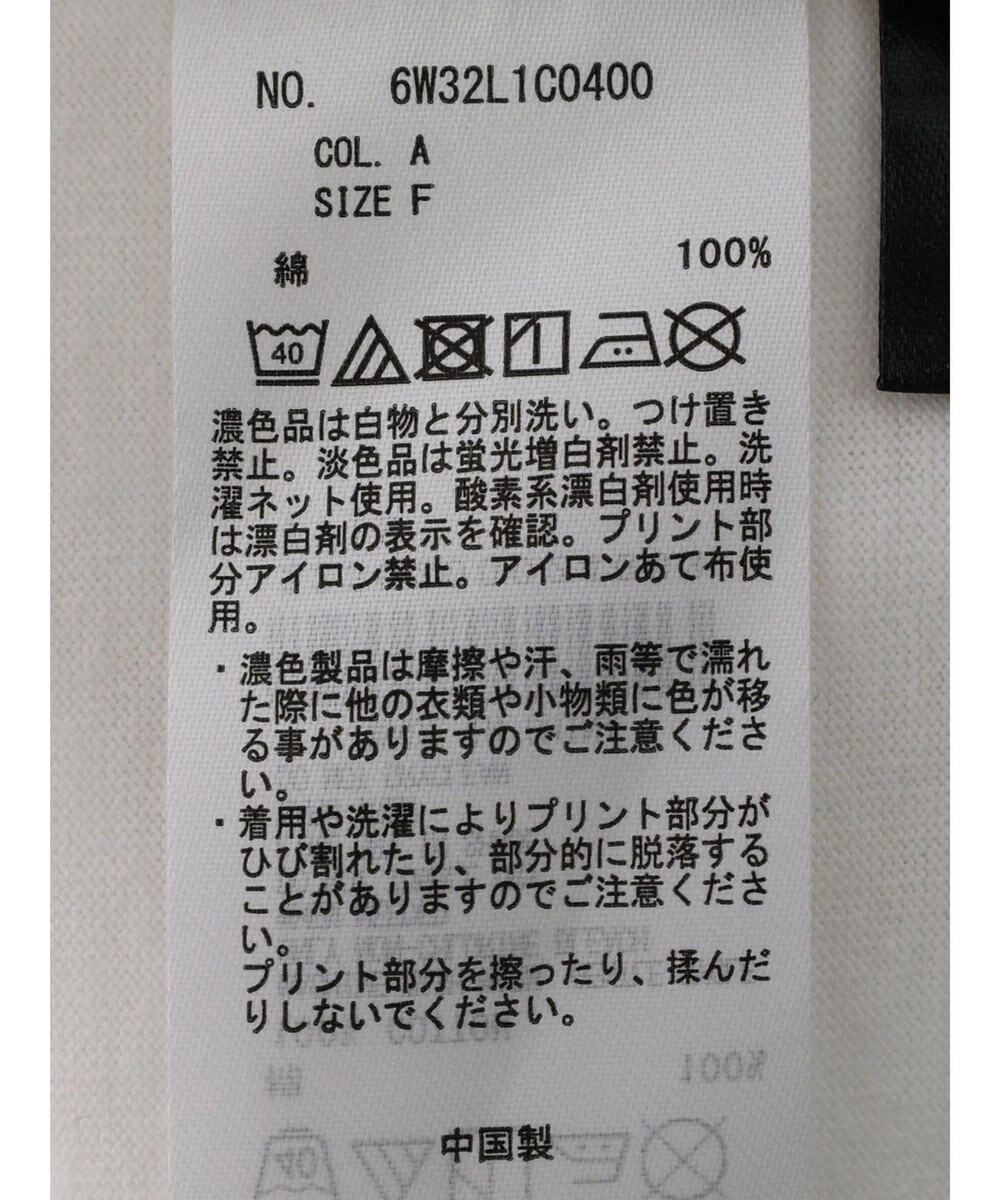 NO. 6W32L1C0400
COL. A
SIZE F
綿 100%
40
濃色品は白物と分別洗い。つけ置き
禁止。淡色品は蛍光増白剤禁止。洗
濯ネット使用。酸素系漂白剤使用時
は漂白剤の表示を確認。プリント部
分アイロン禁止。アイロンあて布使
用。
・濃色製品は摩擦や汗、雨等で濡れ
た際に他の衣類や小物類に色が移
る事がありますのでご注意くださ
い。
・着用や洗濯によりプリント部分が
ひび割れたり、部分的に脱落する
ことがありますのでご注意くださ
い。
プリント部分を擦ったり、揉んだ
りしないでください。
100%
綿
40
中国製